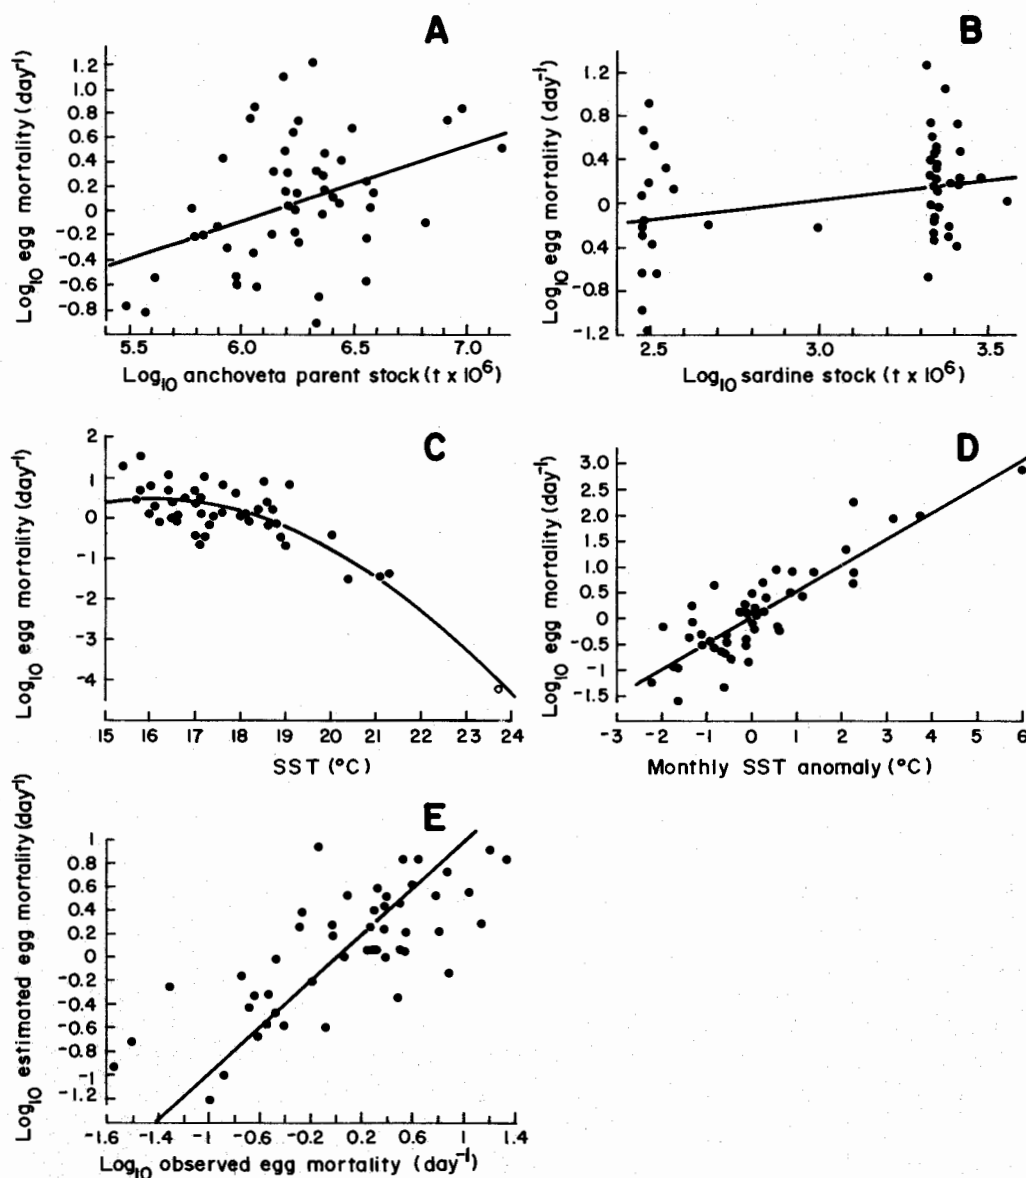 A
Log10 egg mortality (day-1)
1.2
1.0
0.8
0.6
0.4
0.2
0
-0.2
-0.4
-0.6
-0.8
5.5 6.0 6.5 7.0
Log10 anchoveta parent stock (t x 10^6)
B
Log10 egg mortality (day-1)
1.2
0.8
0.4
0
0.4
-0.8
-1.2
2.5 3.0 3.5
Log10 sardine stock (t x 10^6)
C
Log10 egg mortality (day-1)
2
1
0
-1
-2
-3
-4
15 16 17 18 19 20 21 22 23 24
SST (°C)
D
Log10 egg mortality (day-1)
3.0
2.5
2.0
1.5
1.0
0.5
0
-0.5
-1
-1.5
-3 -2 -1 0 1 2 3 4 5 6
Monthly SST anomaly (°C)
E
Log10 estimated egg mortality (day-1)
1
0.8
0.6
0.4
0.2
0
-0.2
-0.4
-0.6
-0.8
-1
-1.2
-1.6 -1.4 -1 -0.6 -0.2 0.2 0.6 1 1.4
Log10 observed egg mortality (day-1)